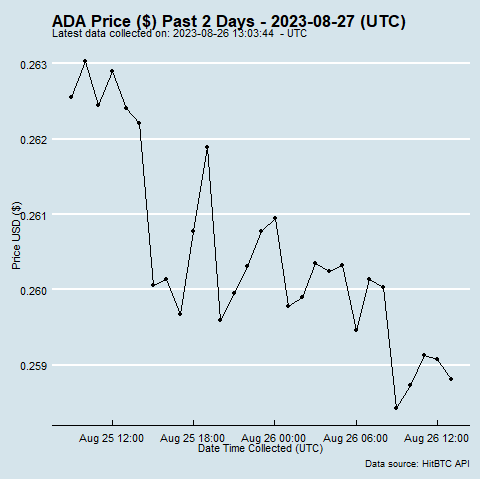 ADA Price ($) Past 2 Days - 2023-08-27 (UTC)
Latest data collected on: 2023-08-26 13:03:44 - UTC
0.263
0.262
0.261
0.260
0.259
Price USD ($)
Aug 25 12:00 Aug 25 18:00 Aug 26 00:00 Aug 26 06:00 Aug 26 12:00
Date Time Collected (UTC)
Data source: HitBTC API